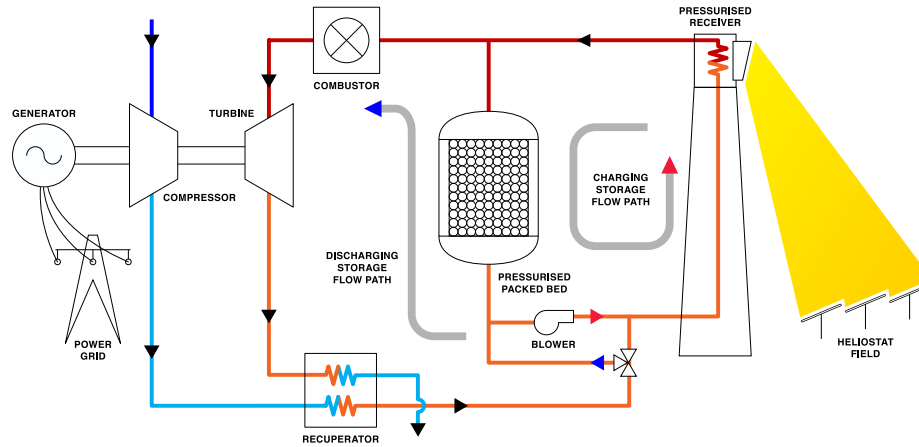 PRESSURISED
RECEIVER
COMBUSTOR
GENERATOR
TURBINE
COMPRESSOR
CHARGING
STORAGE
FLOW PATH
DISCHARGING
STORAGE
FLOW PATH
PRESSURISED
PACKED BED
BLOWER
POWER
GRID
HELIOSTAT
FIELD
RECUPERATOR